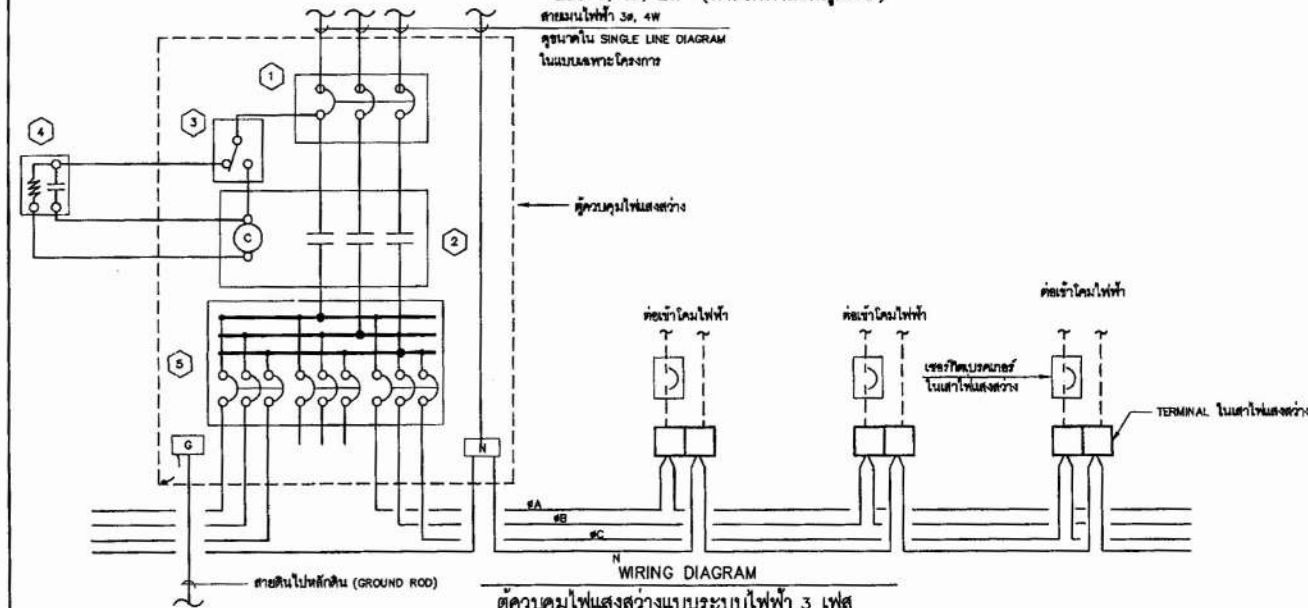 สายเมนไฟฟ้า 3ø, 4W
ดูขนาดใน SINGLE LINE DIAGRAM
ในแบบเฉพาะโครงการ
1
3
4
ตู้ควบคุมไฟแสงสว่าง
C
2
ต่อเข้าโคมไฟฟ้า
ต่อเข้าโคมไฟฟ้า
ต่อเข้าโคมไฟฟ้า
5
เซอร์กิตเบรคเกอร์
ในเสาไฟแสงสว่าง
TERMINAL ในเสาไฟแสงสว่าง
G
N
øA
øB
øC
N
สายดินไปหลักดิน (GROUND ROD)
WIRING DIAGRAM
ตู้ควบคุมไฟแสงสว่างแบบระบบไฟฟ้า 3 เฟส